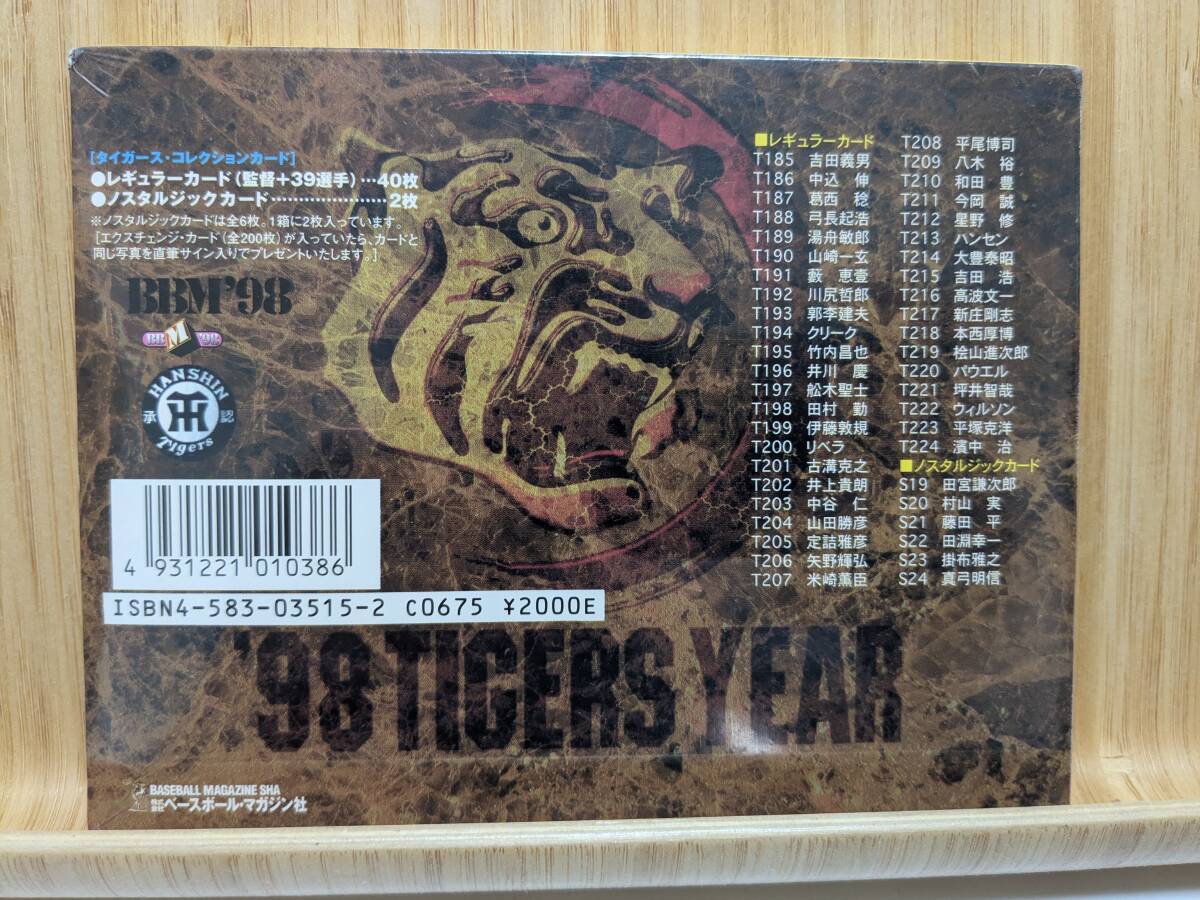 [タイガース・コレクションカード]
●レギュラーカード(監督+39選手)…40枚
●ノスタルジックカード…………………2枚
※ノスタルジックカードは全6枚。1箱に2枚入っています。
[エクスチェンジ・カード(全200枚)が入っていたら、カードと
同じ写真を直筆サイン入りでプレゼントいたします。]
BBM'98
BBM'98
HANSHIN
承認
Tigers
4 931221 010386
ISBN4-583-03515-2 C0675 ¥2000E
■レギュラーカード
T185 吉田義男
T186 中込 伸
T187 葛西 稔
T188 弓長起浩
T189 湯舟敏郎
T190 山崎一玄
T191 藪 恵壹
T192 川尻哲郎
T193 郭李建夫
T194 クリーク
T195 竹内昌也
T196 井川 慶
T197 舩木聖士
T198 田村 勤
T199 伊藤敦規
T200 リベラ
T201 古溝克之
T202 井上貴朗
T203 中谷 仁
T204 山田勝彦
T205 定詰雅彦
T206 矢野輝弘
T207 米崎薫臣
T208 平尾博司
T209 八木 裕
T210 和田 豊
T211 今岡 誠
T212 星野 修
T213 ハンセン
T214 大豊泰昭
T215 吉田 浩
T216 高波文一
T217 新庄剛志
T218 本西厚博
T219 桧山進次郎
T220 パウエル
T221 坪井智哉
T222 ウィルソン
T223 平塚克洋
T224 濱中 治
■ノスタルジックカード
S19 田宮謙次郎
S20 村山 実
S21 藤田 平
S22 田淵幸一
S23 掛布雅之
S24 真弓明信
'98 TIGERS YEAR
BASEBALL MAGAZINE SHA
株式会社 ベースボール・マガジン社